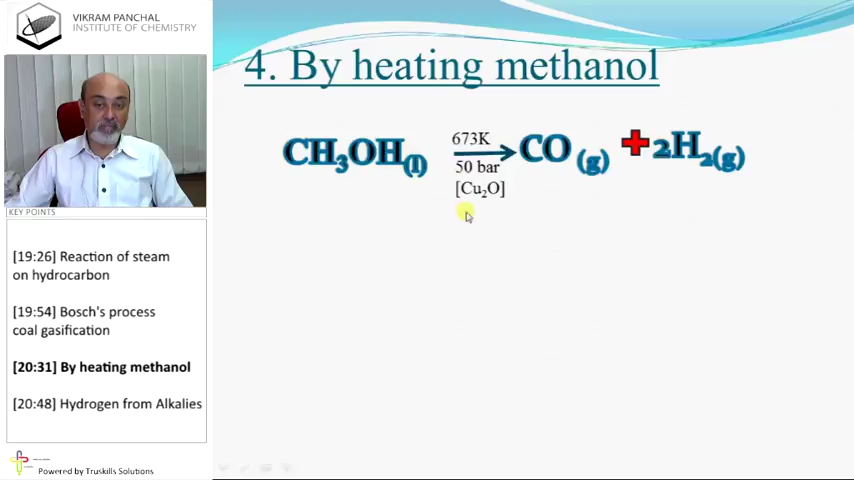 VIKRAM PANCHAL
INSTITUTE OF CHEMISTRY
4. By heating methanol
CH₃OH(l) 673K 50 bar [Cu₂O] CO (g) + 2H₂(g)
KEY POINTS
[19:26] Reaction of steam
on hydrocarbon
[19:54] Bosch's process
coal gasification
[20:31] By heating methanol
[20:48] Hydrogen from Alkalies
Powered by Truskills Solutions